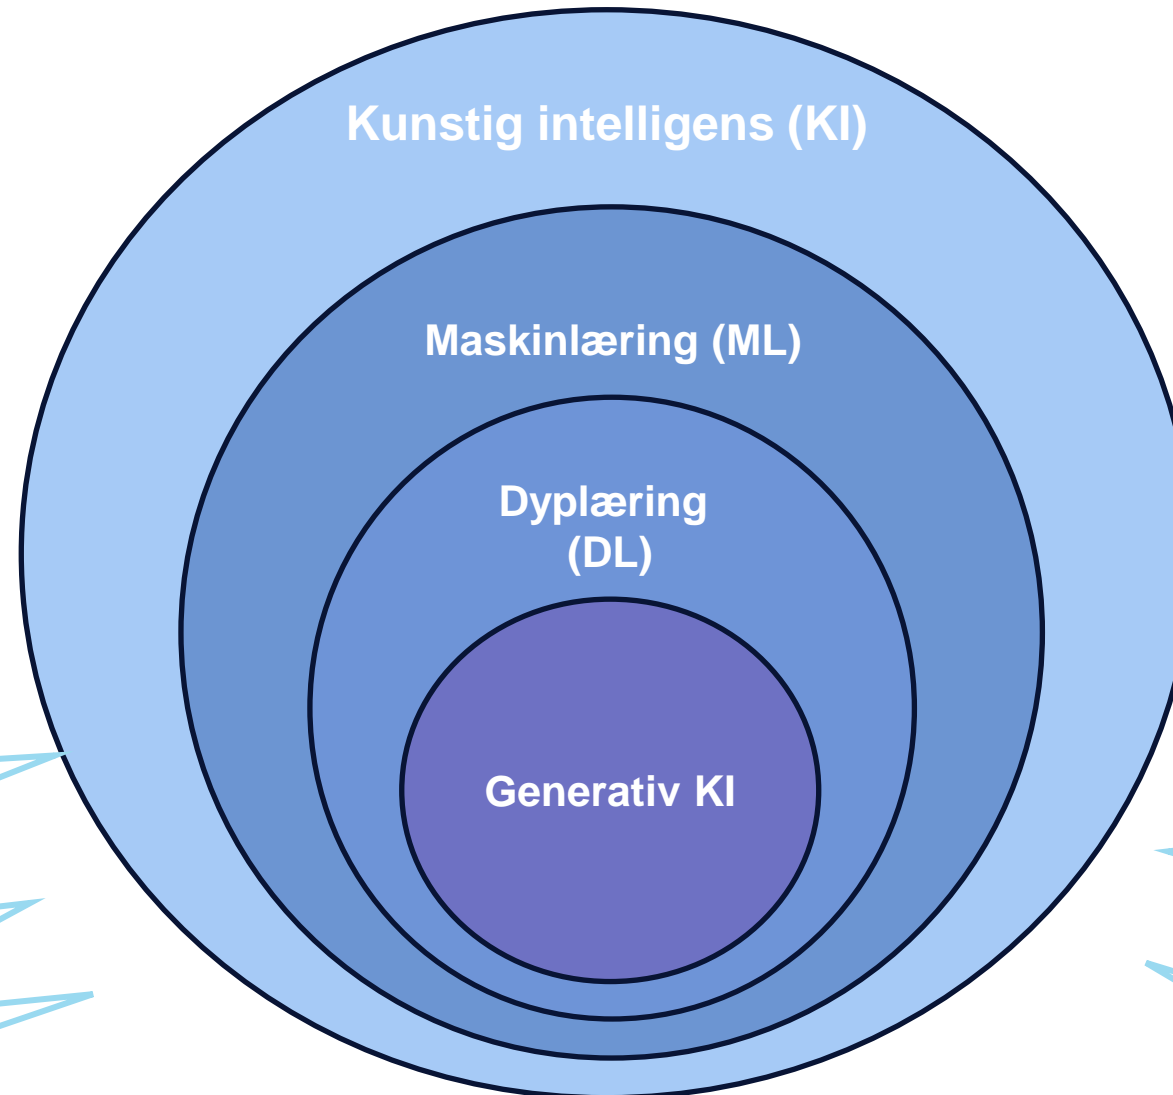 Kunstig intelligens (KI)
Maskinlæring (ML)
Dyplæring
(DL)
Generativ KI